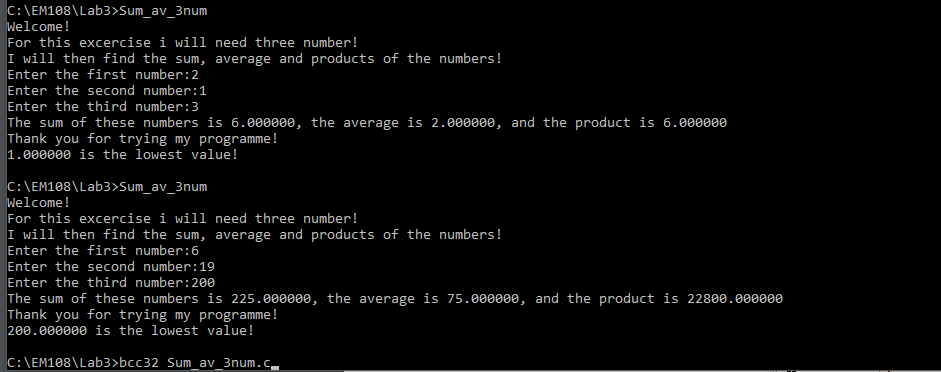 C:\EM108\Lab3>Sum_av_3num
Welcome!
For this excercise i will need three number!
I will then find the sum, average and products of the numbers!
Enter the first number:2
Enter the second number:1
Enter the third number:3
The sum of these numbers is 6.000000, the average is 2.000000, and the product is 6.000000
Thank you for trying my programme!
1.000000 is the lowest value!
C:\EM108\Lab3>Sum_av_3num
Welcome!
For this excercise i will need three number!
I will then find the sum, average and products of the numbers!
Enter the first number:6
Enter the second number:19
Enter the third number:200
The sum of these numbers is 225.000000, the average is 75.000000, and the product is 22800.000000
Thank you for trying my programme!
200.000000 is the lowest value!
C:\EM108\Lab3>bcc32 Sum_av_3num.c